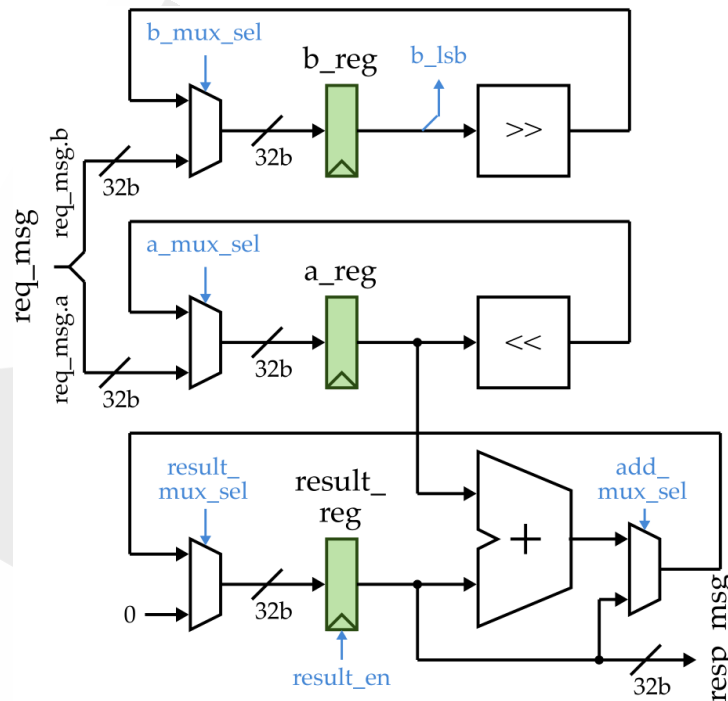 b_mux_sel
b_reg
b_lsb
>>
32b
req_msg.b
32b
req_msg
a_mux_sel
a_reg
<<
32b
req_msg.a
32b
result_
mux_sel
result_
reg
+
add_
mux_sel
0
32b
result_en
32b
resp_msg